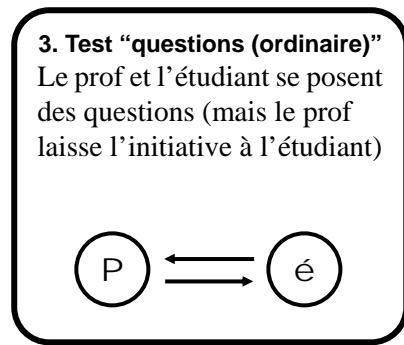 3. Test “questions (ordinaire)”
Le prof et l’étudiant se posent
des questions (mais le prof
laisse l’initiative à l’étudiant)
P é